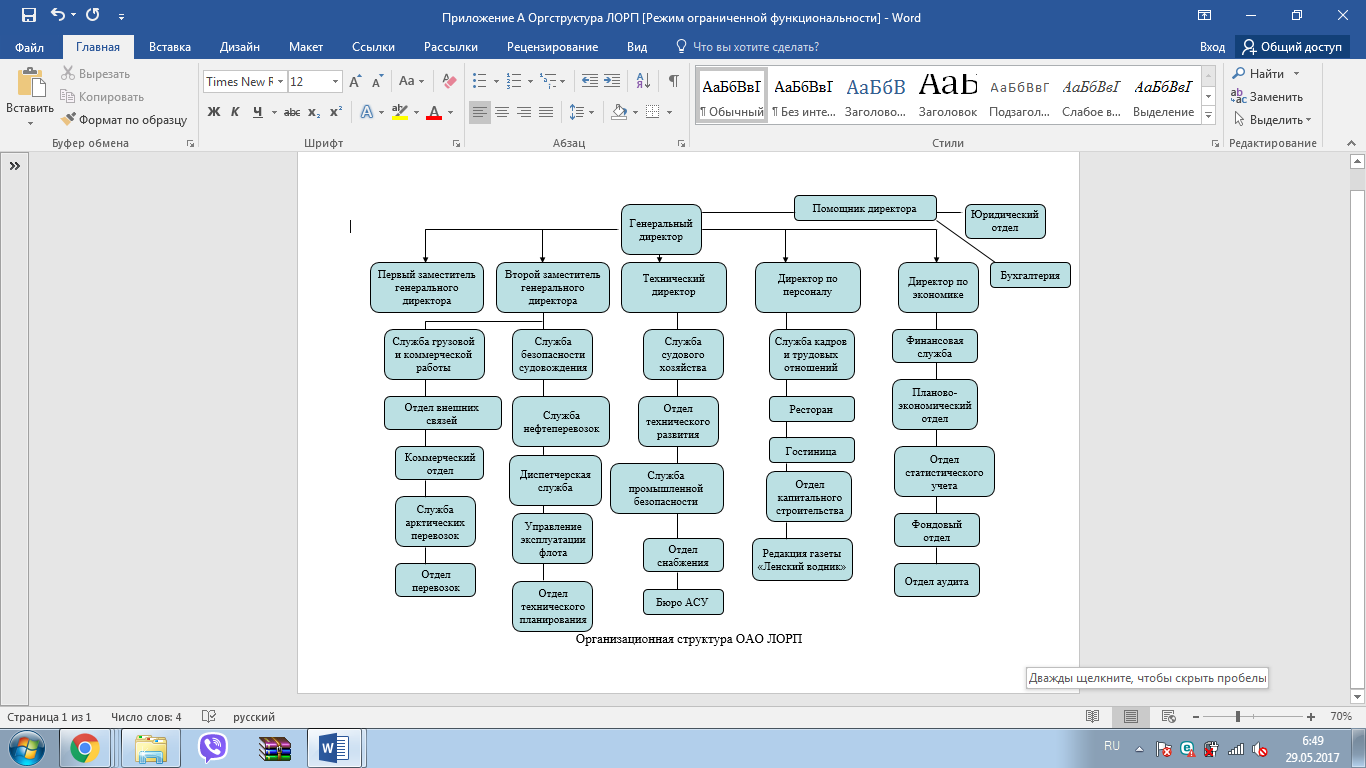 Приложение А Оргструктура ЛОРП [Режим ограниченной функциональности] - Word
Файл Главная Вставка Дизайн Макет Ссылки Рассылки Рецензирование Вид Что вы хотите сделать? Вход Общий доступ
Вставить
Вырезать
Копировать
Формат по образцу
Буфер обмена
Times New R 12
Ж К Ч abc x₂ x²
Шрифт
Абзац
АаБбВвГ АаБбВвГ АаБбВ АаБ АаБбВвГ АаБбВвГ АаБбВвГ
¶ Обычный ¶ Без инте... Заголово... Заголовок Подзагол... Слабое в... Выделение
Стили
Найти
Заменить
Выделить
Редактирование
Генеральный
директор
Помощник директора
Юридический
отдел
Бухгалтерия
Первый заместитель
генерального
директора
Второй заместитель
генерального
директора
Технический
директор
Директор по
персоналу
Директор по
экономике
Служба грузовой
и коммерческой
работы
Отдел внешних
связей
Коммерческий
отдел
Служба
арктических
перевозок
Отдел
перевозок
Служба
безопасности
судовождения
Служба
нефтеперевозок
Диспетчерская
служба
Управление
эксплуатации
флота
Отдел
технического
планирования
Служба
судового
хозяйства
Отдел
технического
развития
Служба
промышленной
безопасности
Отдел
снабжения
Бюро АСУ
Служба кадров
и трудовых
отношений
Ресторан
Гостиница
Отдел
капитального
строительства
Редакция газеты
«Ленский водник»
Финансовая
служба
Планово-
экономический
отдел
Отдел
статистического
учета
Фондовый
отдел
Отдел аудита
Организационная структура ОАО ЛОРП
Дважды щелкните, чтобы скрыть пробелы
Страница 1 из 1 Число слов: 4 русский 70%
RU 6:49
29.05.2017